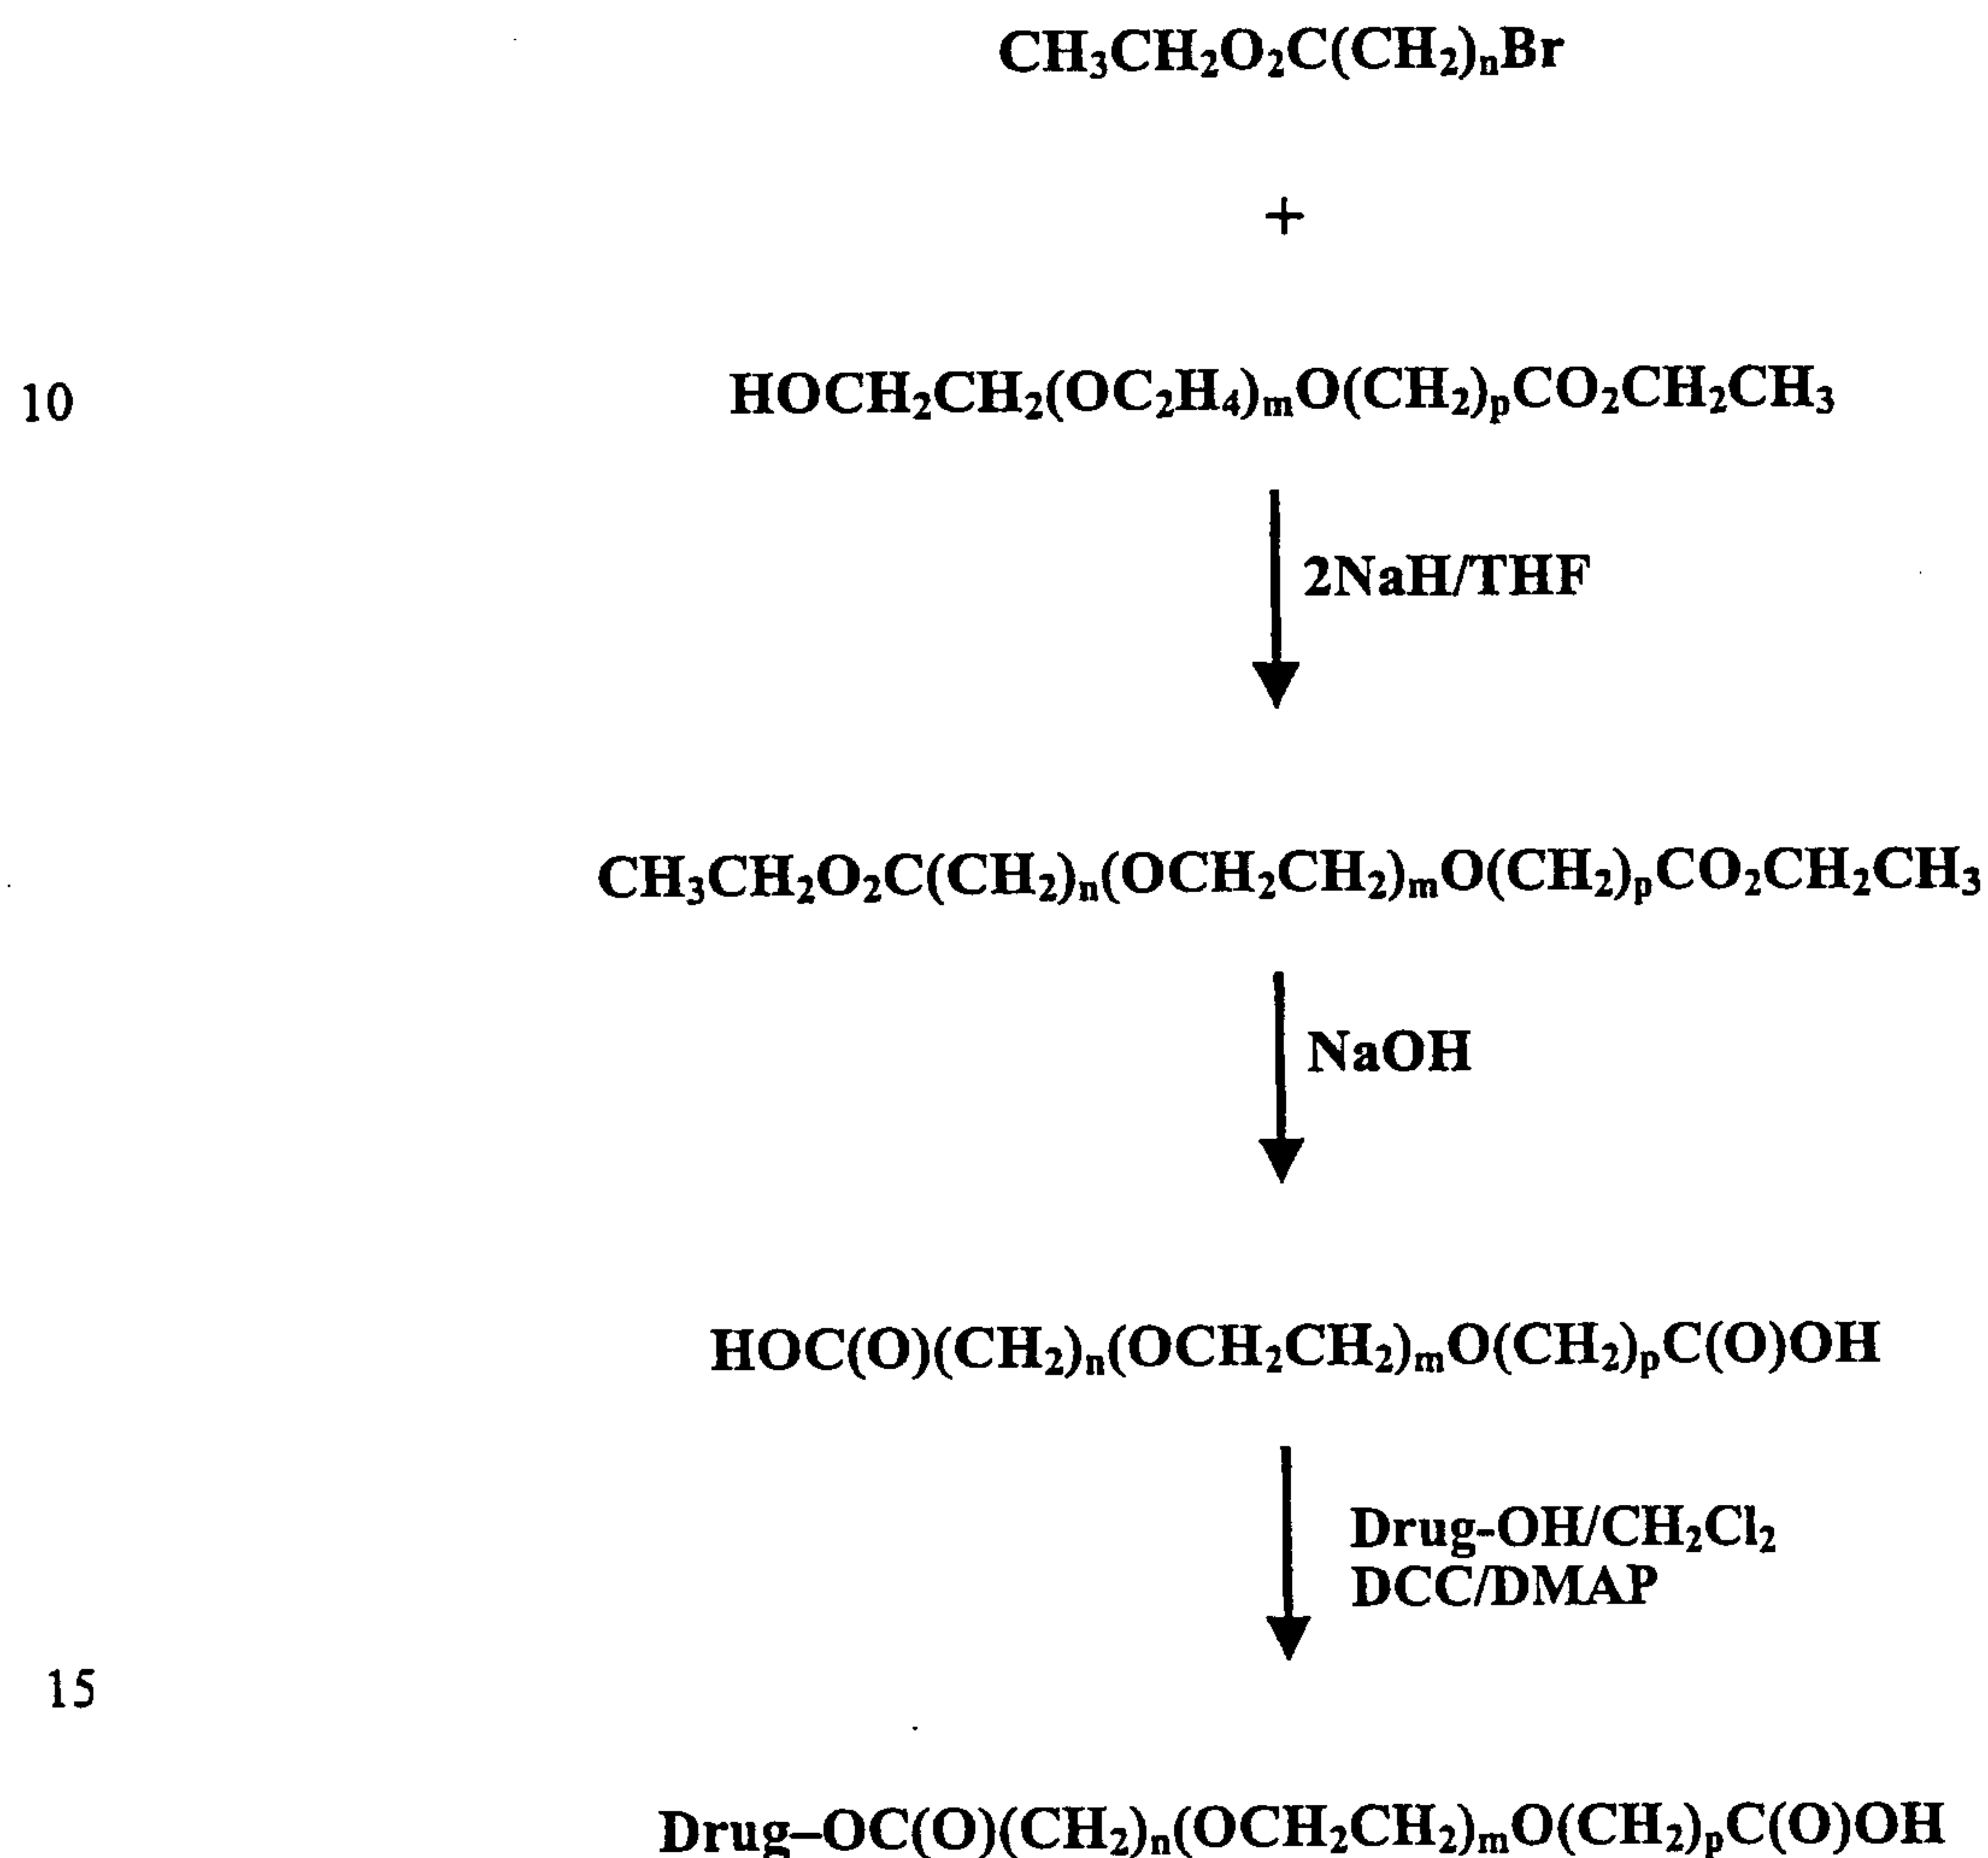 CH₃CH₂O₂C(CH₂)ₙBr
+
10 HOCH₂CH₂(OC₂H₄)ₘO(CH₂)ₚCO₂CH₂CH₃
2NaH/THF
CH₃CH₂O₂C(CH₂)ₙ(OCH₂CH₂)ₘO(CH₂)ₚCO₂CH₂CH₃
NaOH
HOC(O)(CH₂)ₙ(OCH₂CH₂)ₘO(CH₂)ₚC(O)OH
Drug-OH/CH₂Cl₂
DCC/DMAP
15
Drug–OC(O)(CH₂)ₙ(OCH₂CH₂)ₘO(CH₂)ₚC(O)OH